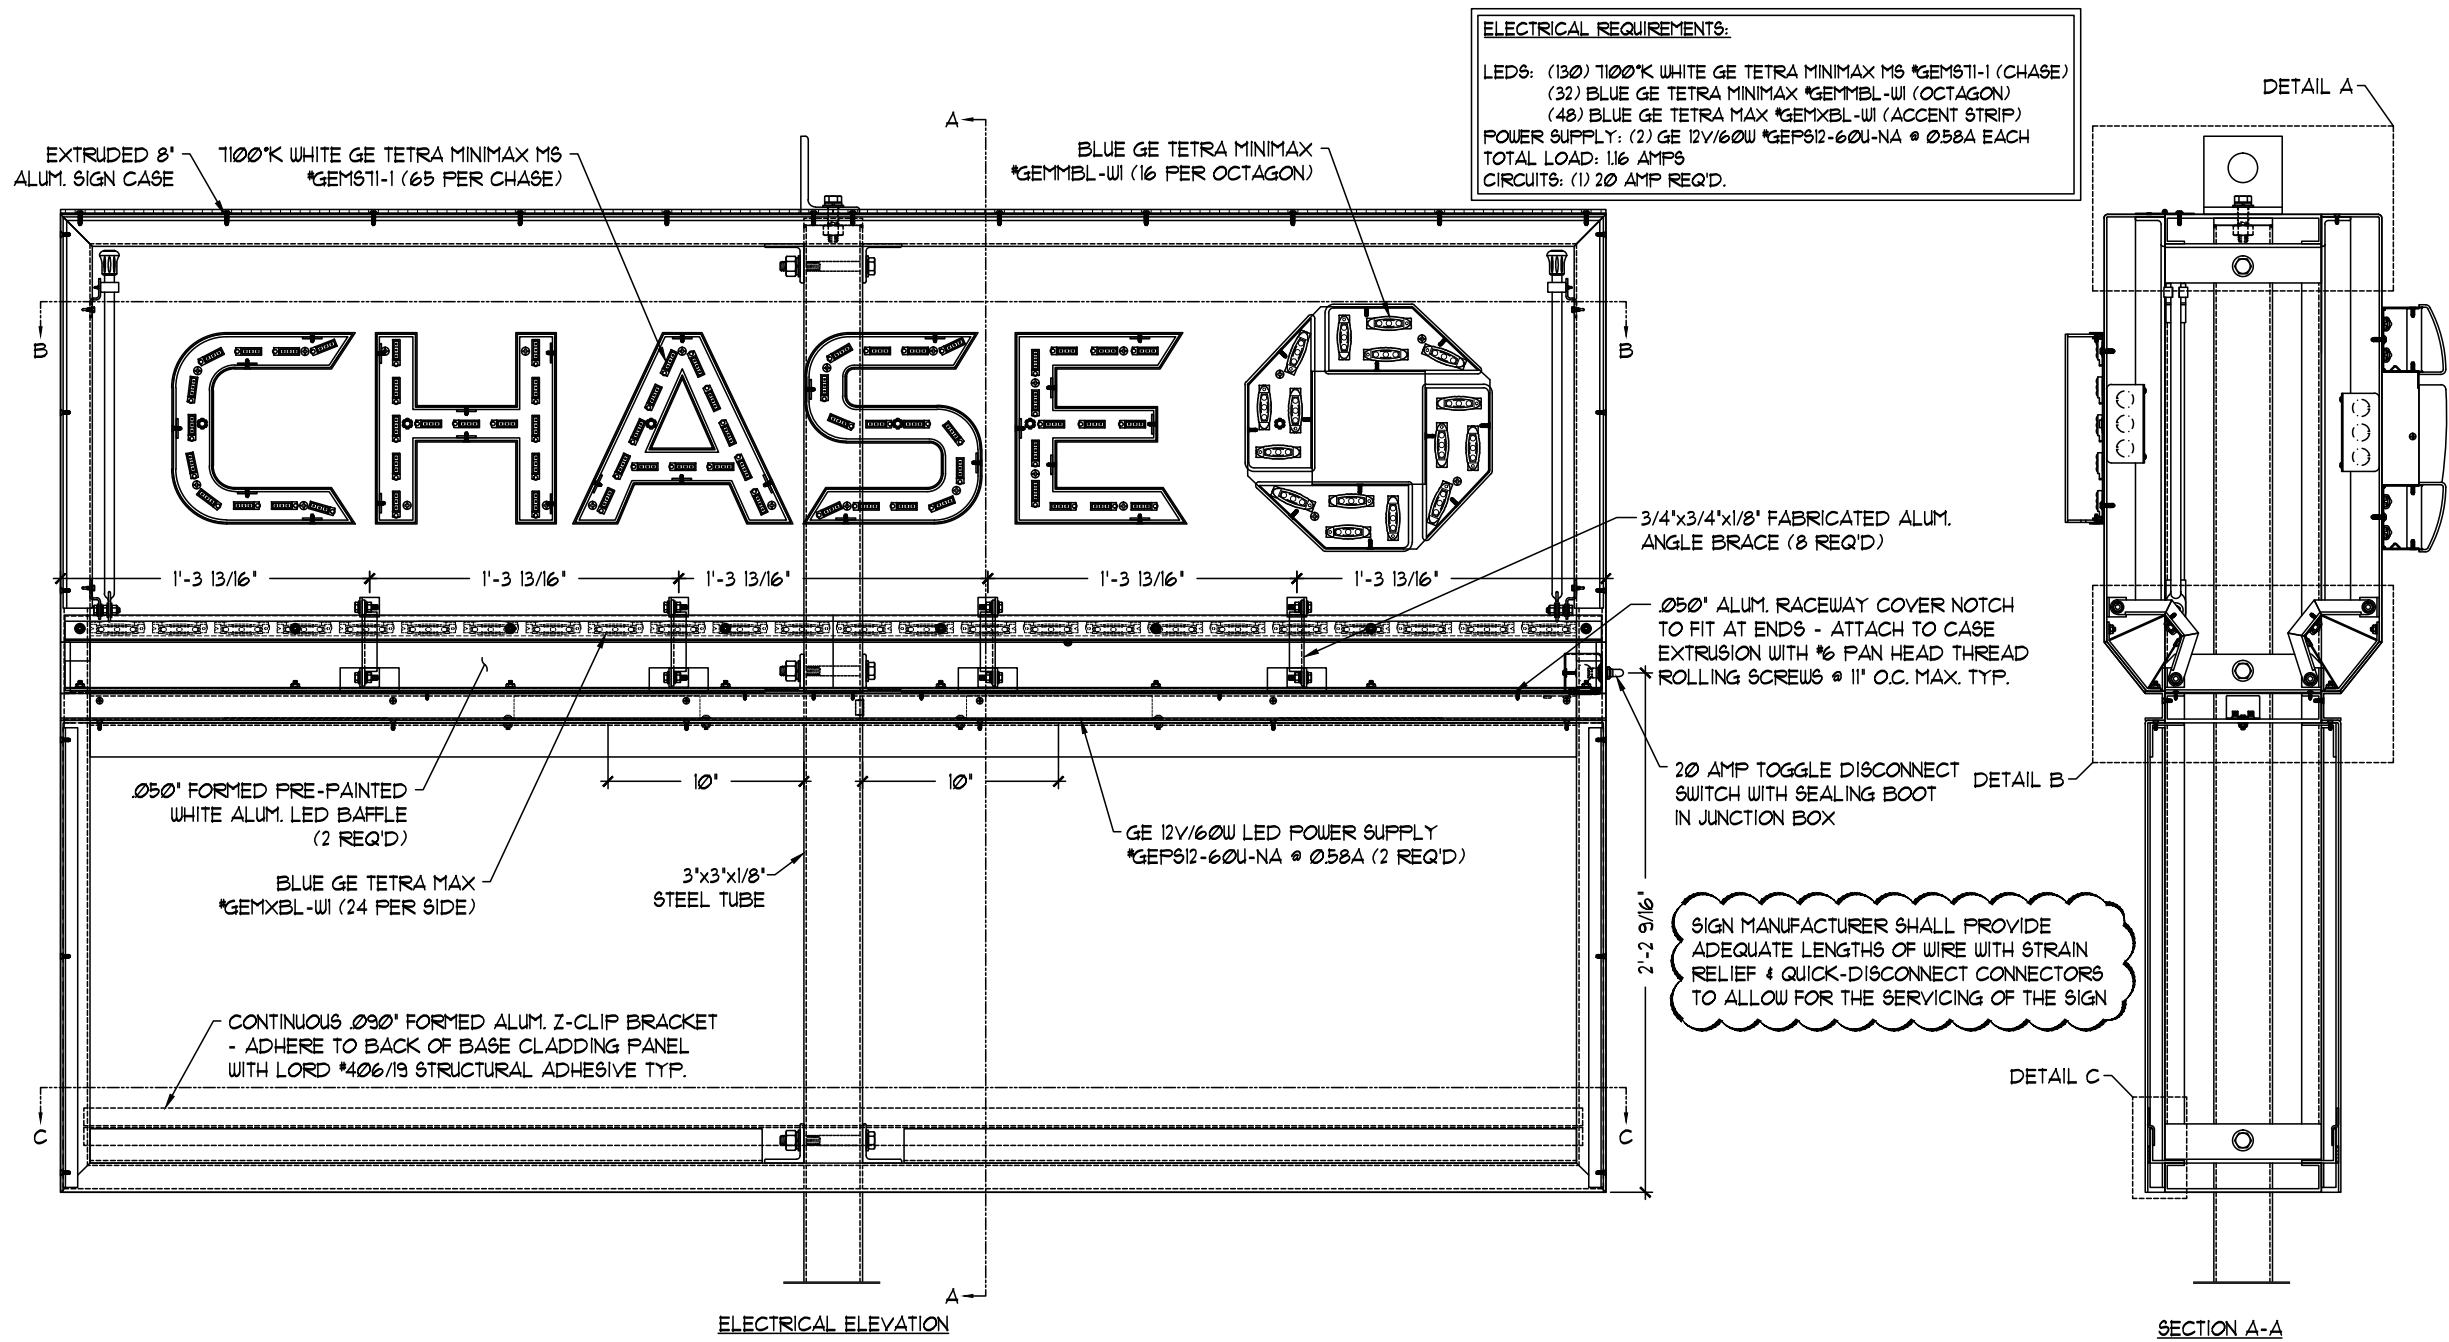 ELECTRICAL REQUIREMENTS:
LEDS: (130) 7100°K WHITE GE TETRA MINIMAX MS #GEMS71-1 (CHASE)
(32) BLUE GE TETRA MINIMAX #GEMMBL-W1 (OCTAGON)
(48) BLUE GE TETRA MAX #GEMXBL-W1 (ACCENT STRIP)
POWER SUPPLY: (2) GE 12V/60W #GEPS12-60U-NA @ 0.58A EACH
TOTAL LOAD: 1.16 AMPS
CIRCUITS: (1) 20 AMP REQ'D.
DETAIL A
A
EXTRUDED 8"
ALUM. SIGN CASE
7100°K WHITE GE TETRA MINIMAX MS
#GEMS71-1 (65 PER CHASE)
BLUE GE TETRA MINIMAX
#GEMMBL-W1 (16 PER OCTAGON)
B
B
CHASE
3/4"x3/4"x1/8" FABRICATED ALUM.
ANGLE BRACE (8 REQ'D)
1'-3 13/16"
1'-3 13/16"
1'-3 13/16"
1'-3 13/16"
1'-3 13/16"
.050" ALUM. RACEWAY COVER NOTCH
TO FIT AT ENDS - ATTACH TO CASE
EXTRUSION WITH #6 PAN HEAD THREAD
ROLLING SCREWS @ 11" O.C. MAX. TYP.
20 AMP TOGGLE DISCONNECT
SWITCH WITH SEALING BOOT
IN JUNCTION BOX
DETAIL B
10"
10"
.050" FORMED PRE-PAINTED
WHITE ALUM. LED BAFFLE
(2 REQ'D)
GE 12V/60W LED POWER SUPPLY
#GEPS12-60U-NA @ 0.58A (2 REQ'D)
BLUE GE TETRA MAX
#GEMXBL-W1 (24 PER SIDE)
3"x3"x1/8"
STEEL TUBE
2'-2 9/16"
SIGN MANUFACTURER SHALL PROVIDE
ADEQUATE LENGTHS OF WIRE WITH STRAIN
RELIEF & QUICK-DISCONNECT CONNECTORS
TO ALLOW FOR THE SERVICING OF THE SIGN
CONTINUOUS .090" FORMED ALUM. Z-CLIP BRACKET
- ADHERE TO BACK OF BASE CLADDING PANEL
WITH LORD #406/19 STRUCTURAL ADHESIVE TYP.
DETAIL C
C
C
A
ELECTRICAL ELEVATION
SECTION A-A